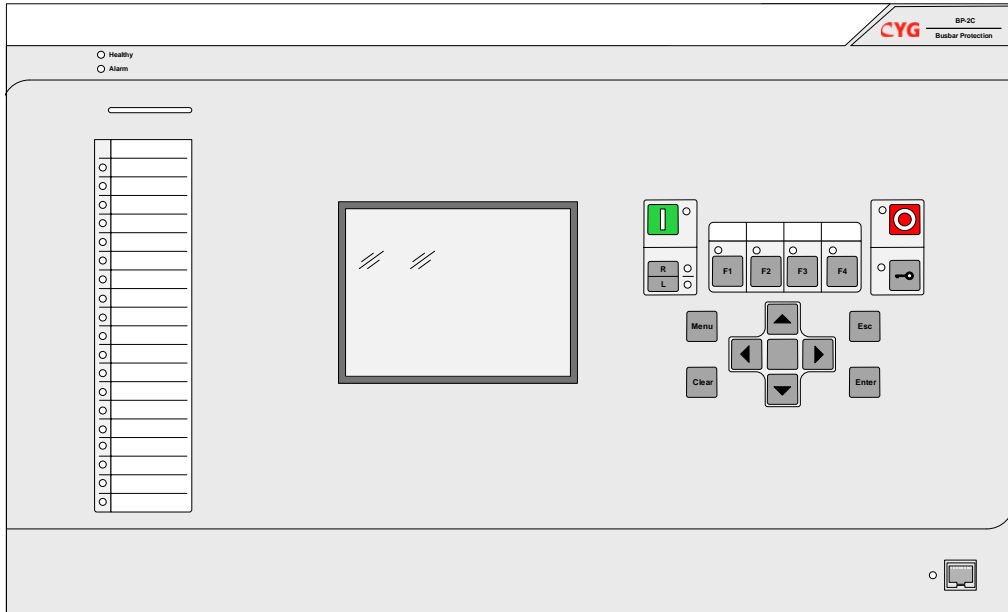 CYG
BP-2C
Busbar Protection
Healthy
Alarm
R
L
F1
F2
F3
F4
Menu
Esc
Clear
Enter